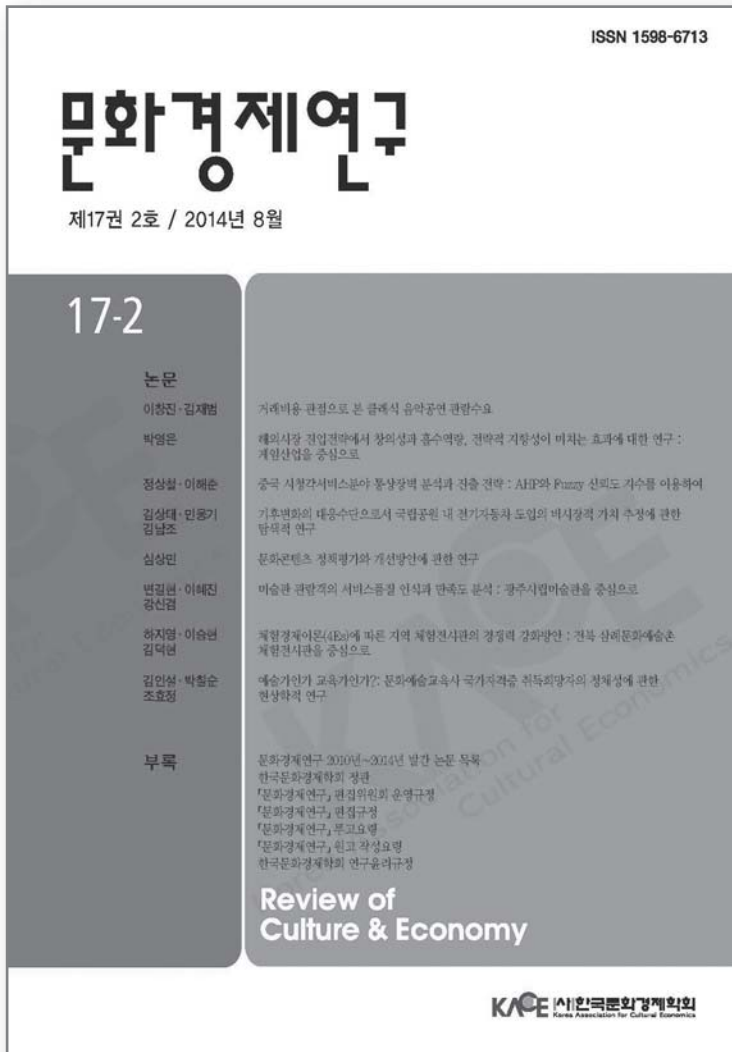 ISSN 1598-6713
문화경제연구
제17권 2호 / 2014년 8월
17-2
논문
이창진·김재범 거래비용 관점으로 본 클래식 음악공연 관람수요
박영은 해외시장 진입전략에서 창의성과 흡수역량, 전략적 지향성이 미치는 효과에 대한 연구 :
게임산업을 중심으로
정상철·이해춘 중국 시청각서비스분야 통상장벽 분석과 진출 전략 : AHP와 Fuzzy 신뢰도 지수를 이용하여
김상태·민웅기 기후변화의 대응수단으로서 국립공원 내 전기자동차 도입의 비시장적 가치 추정에 관한
김남조 탐색적 연구
심상민 문화콘텐츠 정책평가와 개선방안에 관한 연구
변길현·이혜진 미술관 관람객의 서비스품질 인식과 만족도 분석 : 광주시립미술관을 중심으로
강신겸
하지영·이승현 체험경제이론(4Es)에 따른 지역 체험전시관의 경쟁력 강화방안 : 전북 삼례문화예술촌
김덕현 체험전시관을 중심으로
김인설·박칠순 예술가인가 교육가인가?: 문화예술교육사 국가자격증 취득희망자의 정체성에 관한
조효정 현상학적 연구
부록 문화경제연구 2010년~2014년 발간 논문 목록
한국문화경제학회 정관
「문화경제연구」 편집위원회 운영규정
「문화경제연구」 편집규정
「문화경제연구」 투고요령
「문화경제연구」 원고 작성요령
한국문화경제학회 연구윤리규정
Review of
Culture & Economy
KACE (사)한국문화경제학회
Korea Association for Cultural Economics